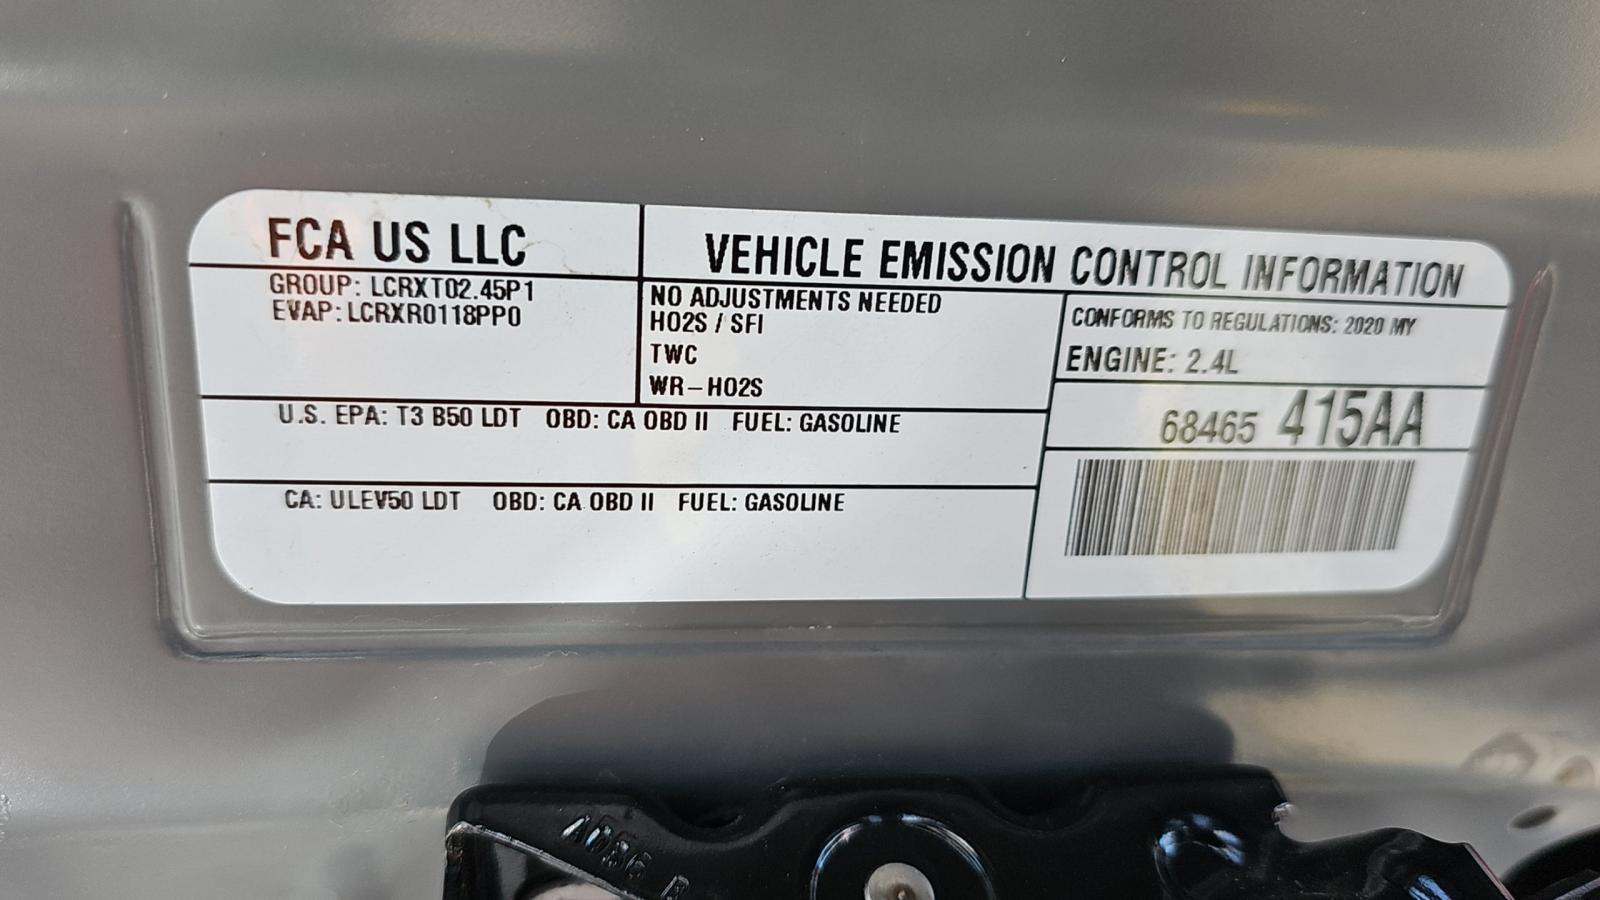 FCA US LLC
VEHICLE EMISSION CONTROL INFORMATION
GROUP: LCRXT02.45P1
EVAP: LCRXR0118PP0
NO ADJUSTMENTS NEEDED
HO2S / SFI
TWC
WR-HO2S
CONFORMS TO REGULATIONS: 2020 MY
ENGINE: 2.4L
U.S. EPA: T3 B50 LDT OBD: CA OBD II FUEL: GASOLINE
68465 415AA
CA: ULEV50 LDT OBD: CA OBD II FUEL: GASOLINE